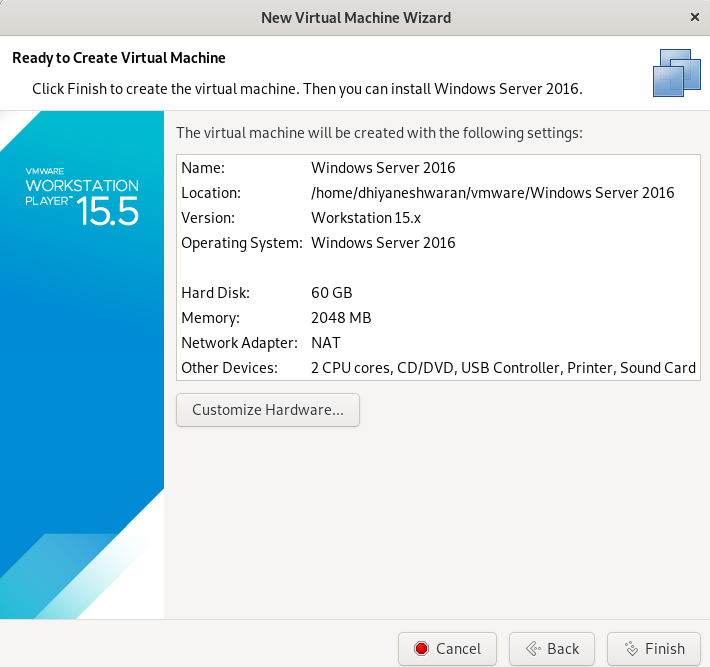 New Virtual Machine Wizard
Ready to Create Virtual Machine
Click Finish to create the virtual machine. Then you can install Windows Server 2016.
VMWARE
WORKSTATION
PLAYER™ 15.5
The virtual machine will be created with the following settings:
Name: Windows Server 2016
Location: /home/dhiyaneshwaran/vmware/Windows Server 2016
Version: Workstation 15.x
Operating System: Windows Server 2016
Hard Disk: 60 GB
Memory: 2048 MB
Network Adapter: NAT
Other Devices: 2 CPU cores, CD/DVD, USB Controller, Printer, Sound Card
Customize Hardware...
Cancel Back Finish